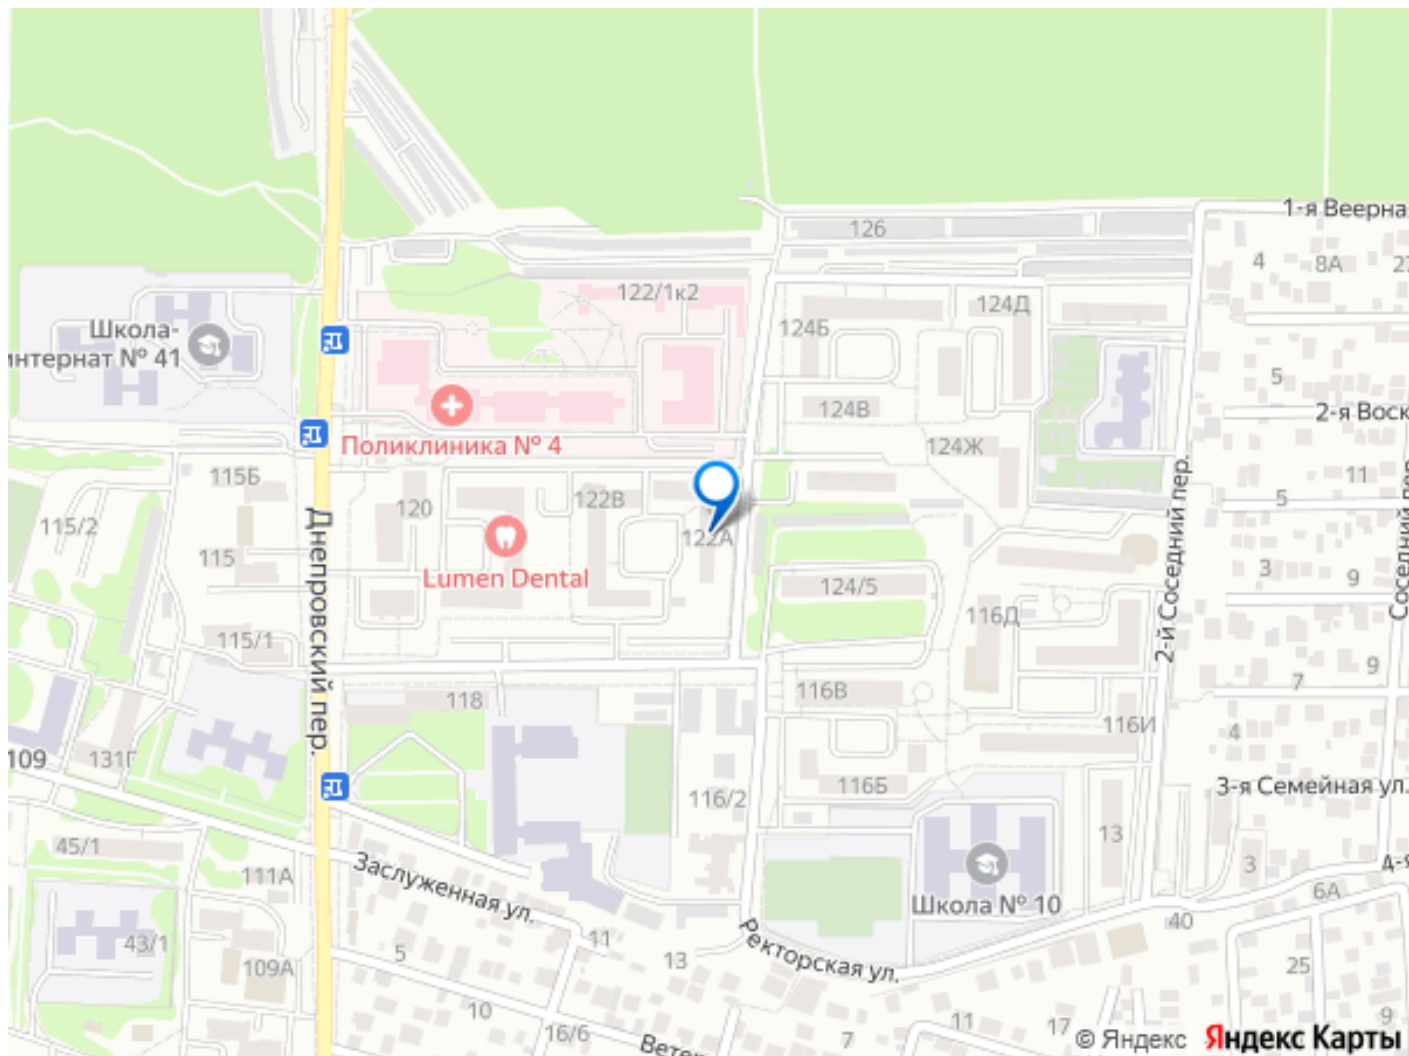 1-я Веерна
126
4
8А
27
122/1к2
124Д
124Б
Школа-
интернат № 41
5
124В
2-я Воск
Поликлиника № 4
124Ж
115Б
11
122В
120
5
115/2
Днепровский пер.
122А
115
Lumen Dental
3
9
124/5
2-й Соседний пер.
Соседний пер.
116Д
115/1
9
7
116В
118
116И
4
109
131Г
116Б
3-я Семейная ул.
116/2
13
45/1
Заслуженная ул.
111А
3
д-я
6А
Школа № 10
40
43/1
11
5
Ректорская ул.
13
109А
25
10
9
16/6
7
11
17
Ветер
© Яндекс Яндекс Карты